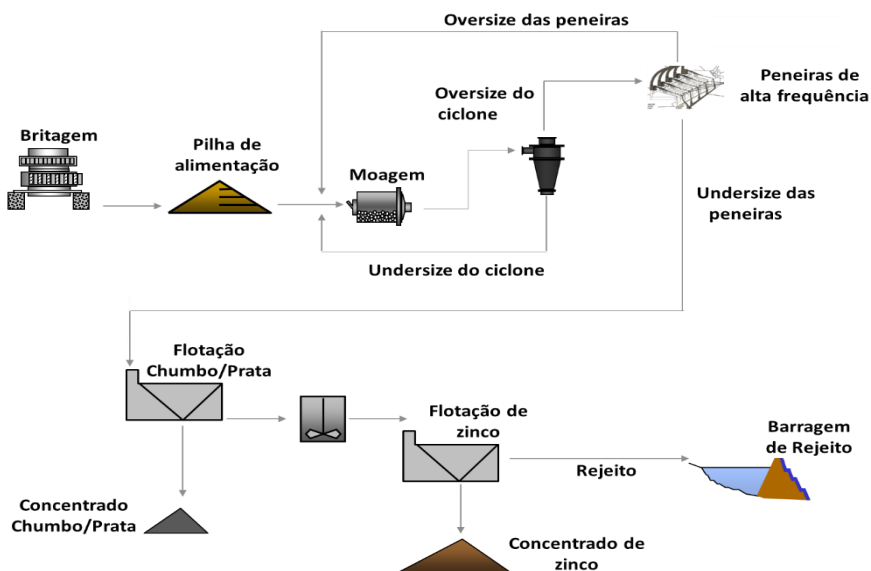 Oversize das peneiras
Oversize do
ciclone
Peneiras de
alta frequência
Britagem
Pilha de
alimentação
Moagem
Undersize das
peneiras
Undersize do ciclone
Flotação
Chumbo/Prata
Flotação de
zinco
Barragem
de Rejeito
Rejeito
Concentrado
Chumbo/Prata
Concentrado de
zinco